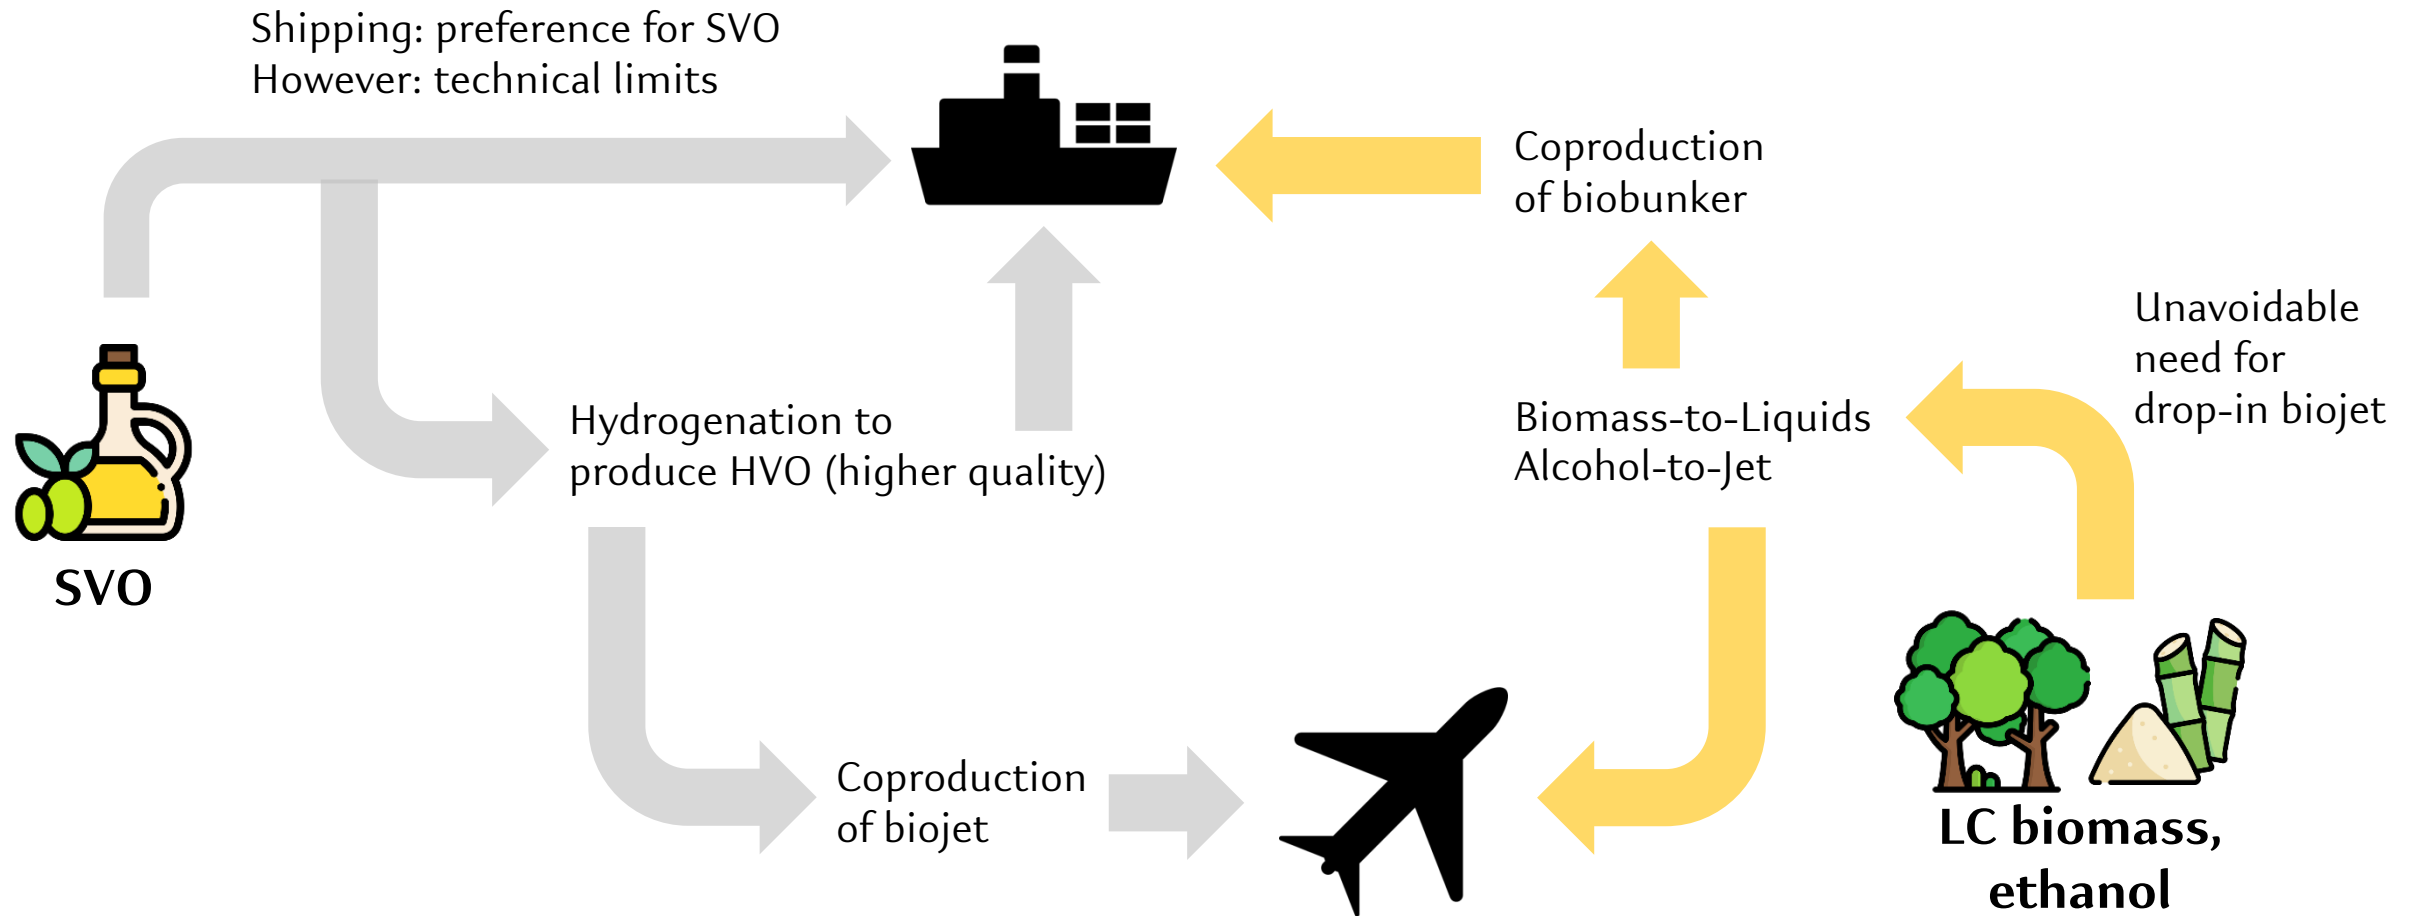 Shipping: preference for SVO
However: technical limits
Coproduction
of biobunker
Unavoidable
need for
drop-in biojet
Hydrogenation to
produce HVO (higher quality)
Biomass-to-Liquids
Alcohol-to-Jet
SVO
Coproduction
of biojet
LC biomass,
ethanol